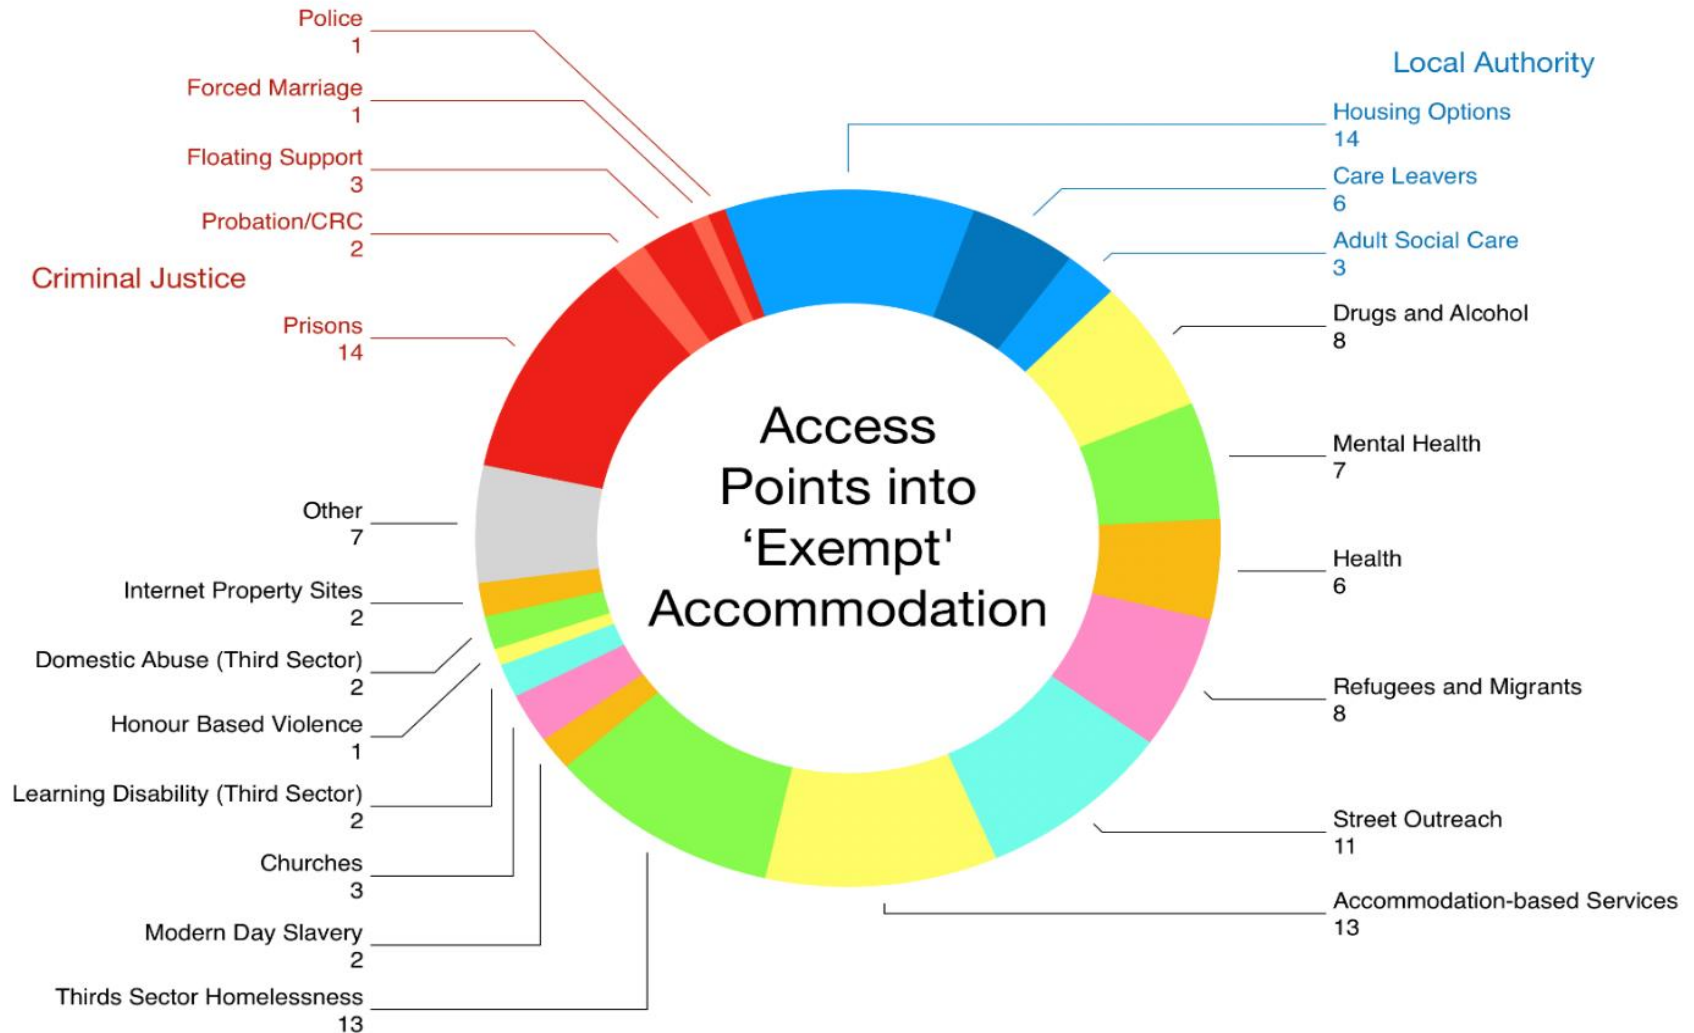 Police
1
Forced Marriage
1
Floating Support
3
Probation/CRC
2
Criminal Justice
Prisons
14
Other
7
Internet Property Sites
2
Domestic Abuse (Third Sector)
2
Honour Based Violence
1
Learning Disability (Third Sector)
2
Churches
3
Modern Day Slavery
2
Thirds Sector Homelessness
13
Access
Points into
‘Exempt'
Accommodation
Local Authority
Housing Options
14
Care Leavers
6
Adult Social Care
3
Drugs and Alcohol
8
Mental Health
7
Health
6
Refugees and Migrants
8
Street Outreach
11
Accommodation-based Services
13